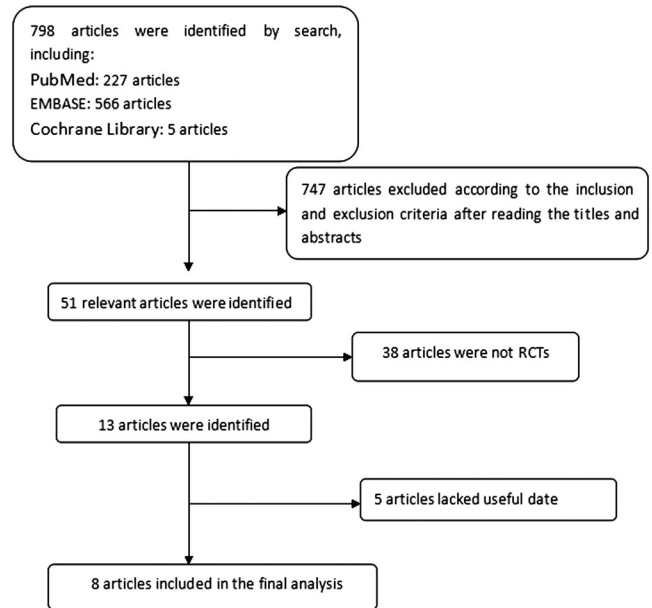 798 articles were identified by search,
including:
PubMed: 227 articles
EMBASE: 566 articles
Cochrane Library: 5 articles
747 articles excluded according to the inclusion
and exclusion criteria after reading the titles and
abstracts
51 relevant articles were identified
38 articles were not RCTs
13 articles were identified
5 articles lacked useful date
8 articles included in the final analysis